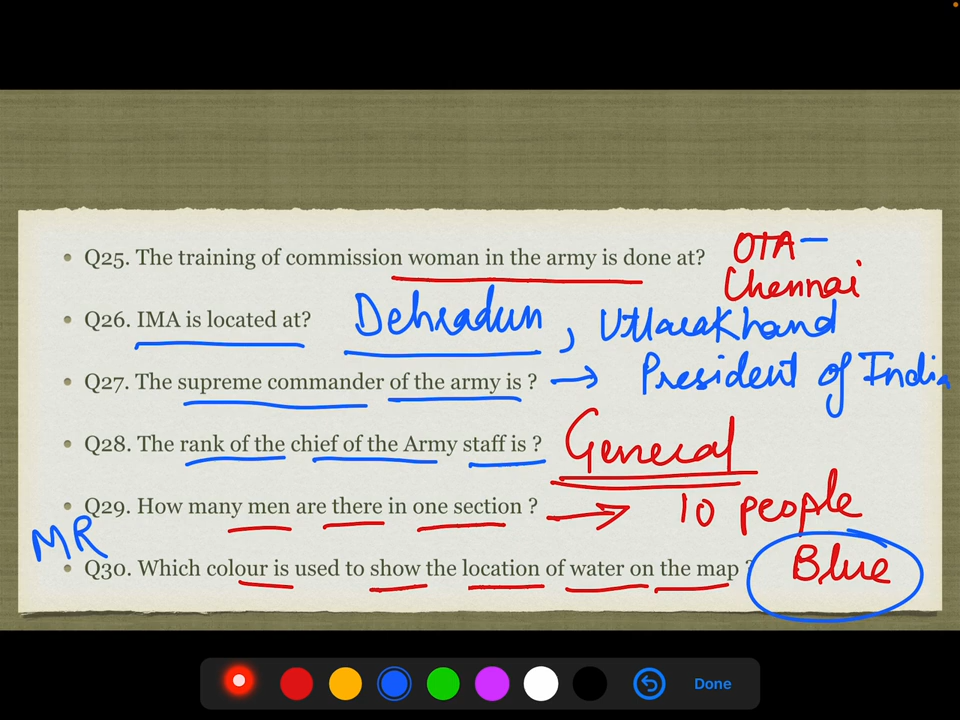 • Q25. The training of commission woman in the army is done at? OTA -
Chennai
• Q26. IMA is located at? Dehradun, Uttarakhand
• Q27. The supreme commander of the army is ? → President of India
• Q28. The rank of the chief of the Army staff is ? General
• Q29. How many men are there in one section ? → 10 people
MR
• Q30. Which colour is used to show the location of water on the map ? Blue
Done